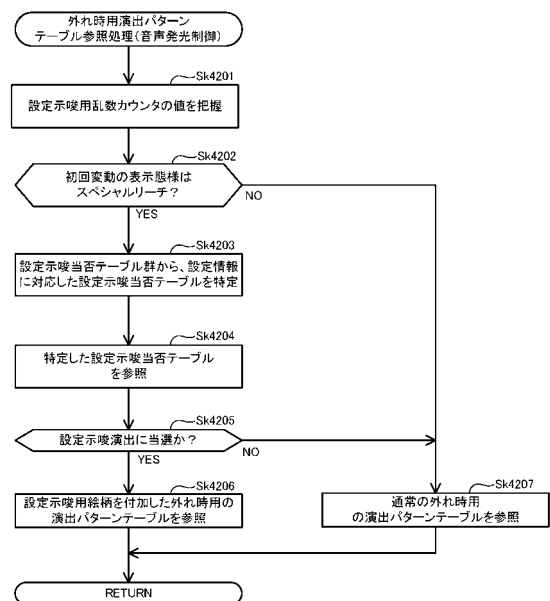 外れ時用演出パターン
テーブル参照処理(音声発光制御)
Sk4201
設定示唆用乱数カウンタの値を把握
Sk4202
初回変動の表示態様は
スペシャルリーチ?
NO
YES
Sk4203
設定示唆当否テーブル群から、設定情報
に対応した設定示唆当否テーブルを特定
Sk4204
特定した設定示唆当否テーブル
を参照
Sk4205
設定示唆演出に当選か?
NO
YES
Sk4206
設定示唆用絵柄を付加した外れ時用の
演出パターンテーブルを参照
Sk4207
通常の外れ時用
の演出パターンテーブルを参照
RETURN